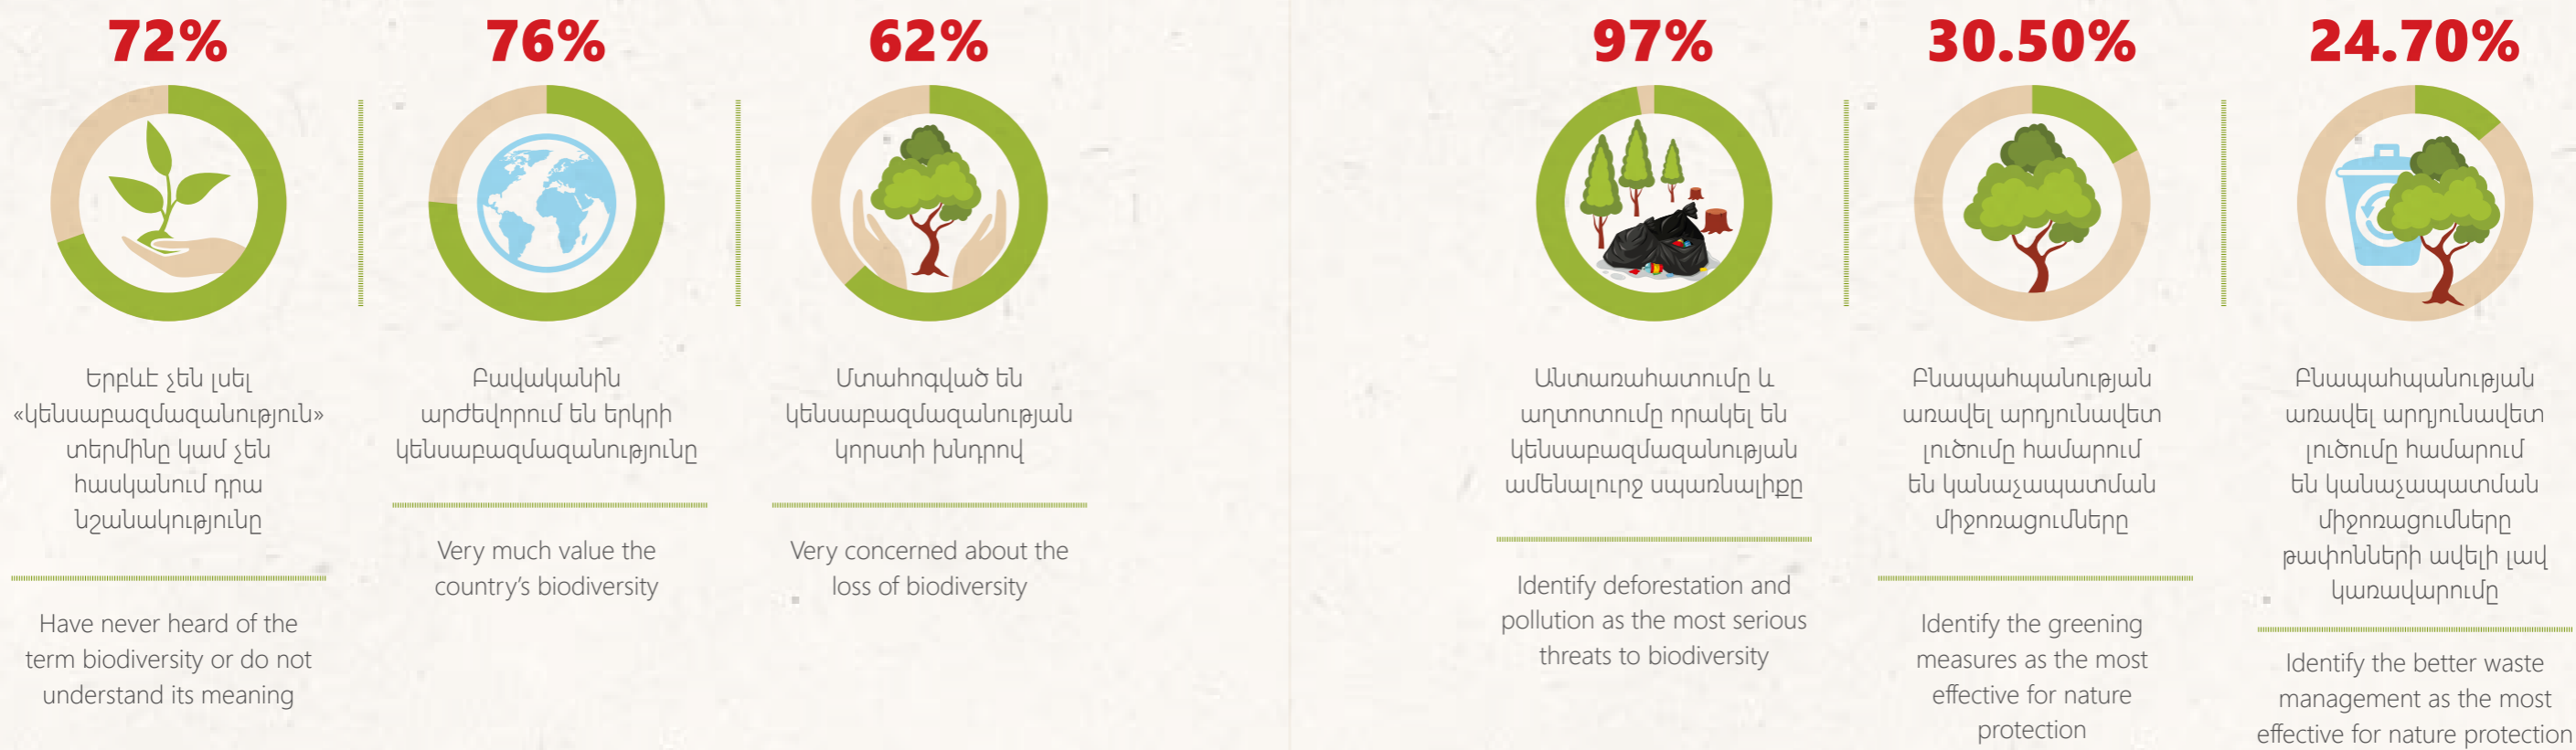 72%
Երբևէ չեն լսել
«կենսաբազմազանություն»
տերմինը կամ չեն
հասկանում դրա
նշանակությունը
Have never heard of the
term biodiversity or do not
understand its meaning
76%
Բավականին
արժեվորում են երկրի
կենսաբազմազանությունը
Very much value the
country's biodiversity
62%
Մտահոգված են
կենսաբազմազանության
կորստի խնդրով
Very concerned about the
loss of biodiversity
97%
Անտառահատումը և
աղտոտումը որակել են
կենսաբազմազանության
ամենալուրջ սպառնալիքը
Identify deforestation and
pollution as the most serious
threats to biodiversity
30.50%
Բնապահպանության
առավել արդյունավետ
լուծումը համարում
են կանաչապատման
միջոռացումները
Identify the greening
measures as the most
effective for nature
protection
24.70%
Բնապահպանության
առավել արդյունավետ
լուծումը համարում
են կանաչապատման
միջոռացումները
թափոնների ավելի լավ
կառավարումը
Identify the better waste
management as the most
effective for nature protection